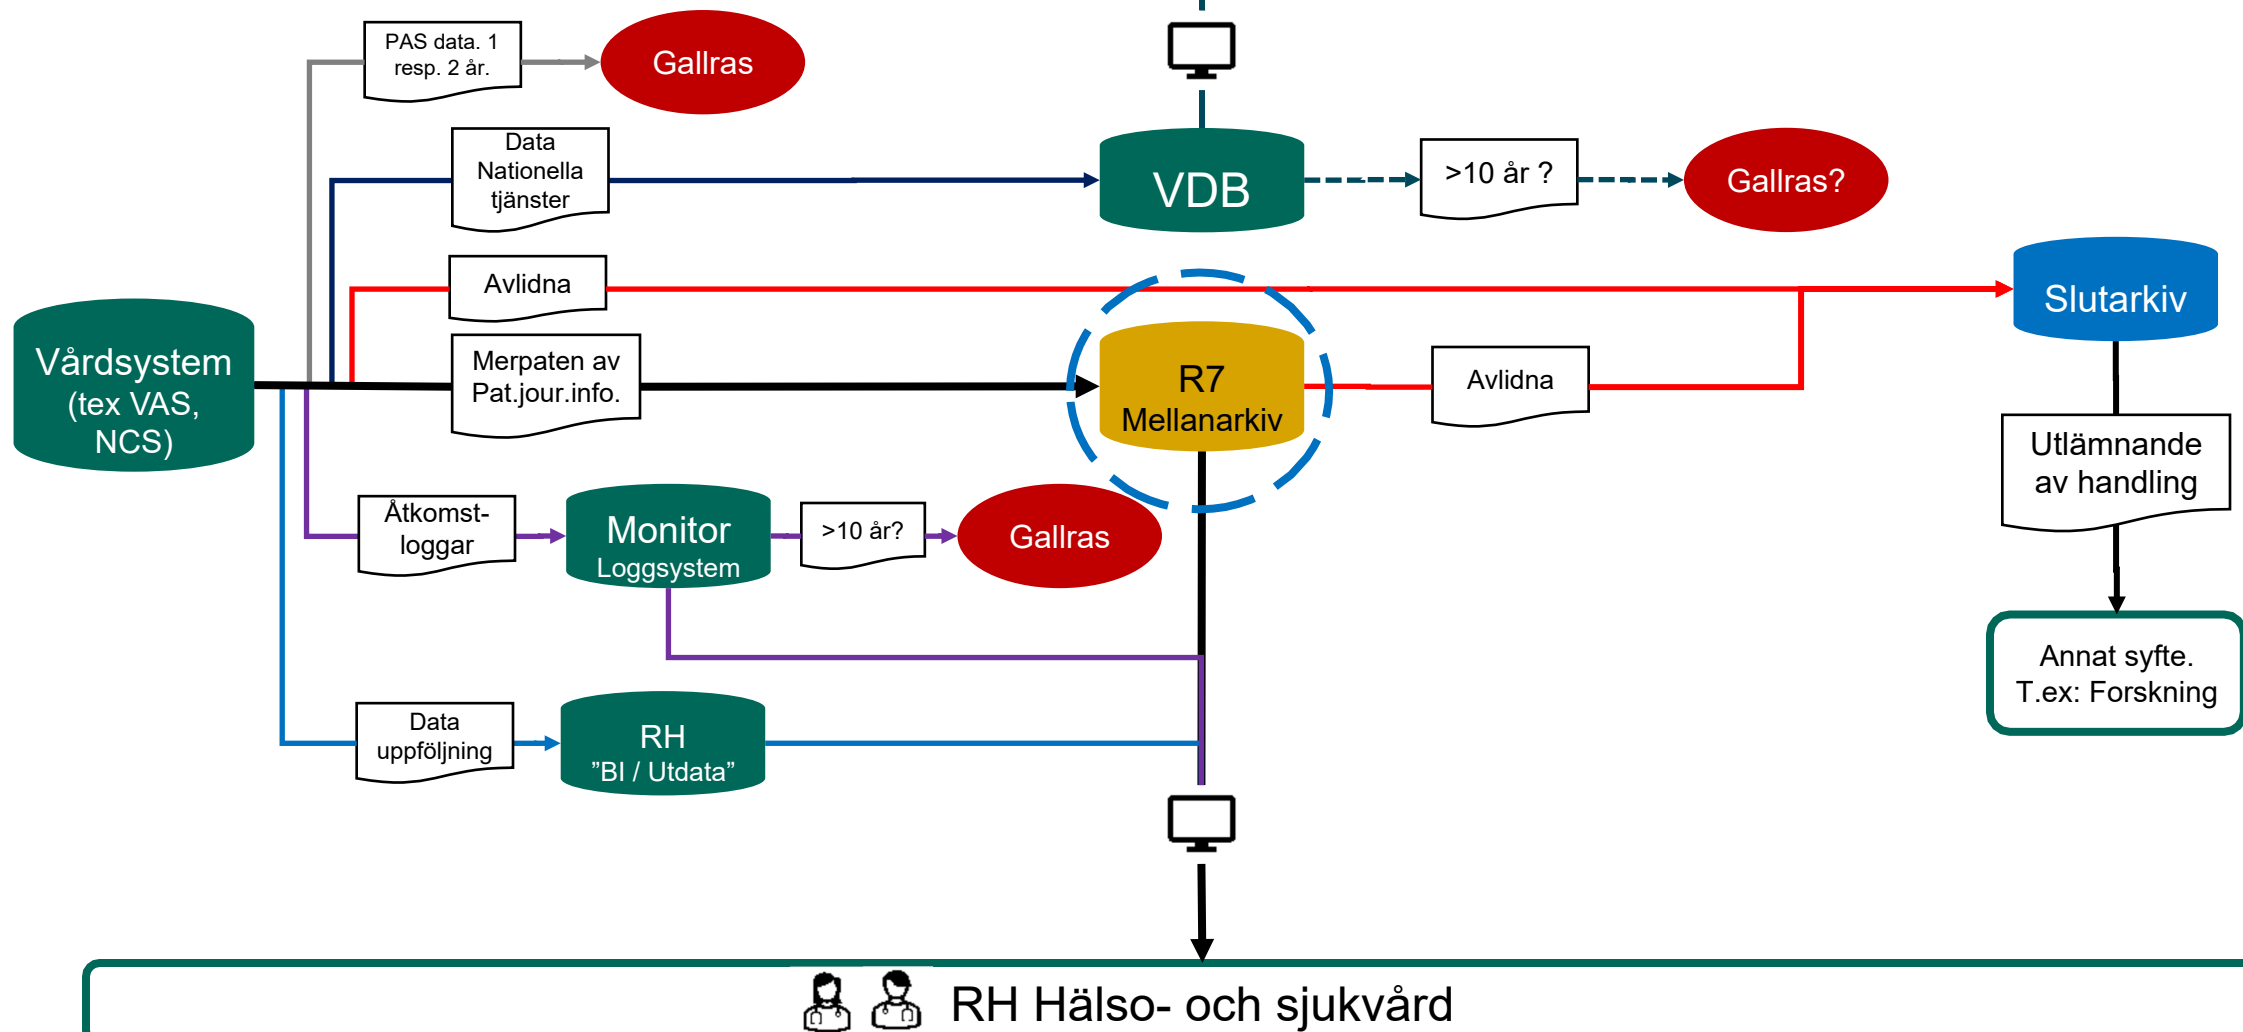 PAS data. 1
resp. 2 år.
Gallras
Data
Nationella
tjänster
VDB
>10 år ?
Gallras?
Avlidna
Slutarkiv
Vårdsystem
(tex VAS,
NCS)
Merpaten av
Pat.jour.info.
R7
Mellanarkiv
Avlidna
Utlämnande
av handling
Åtkomst-
loggar
Monitor
Loggsystem
>10 år?
Gallras
Annat syfte.
T.ex: Forskning
Data
uppföljning
RH
”BI / Utdata”
RH Hälso- och sjukvård